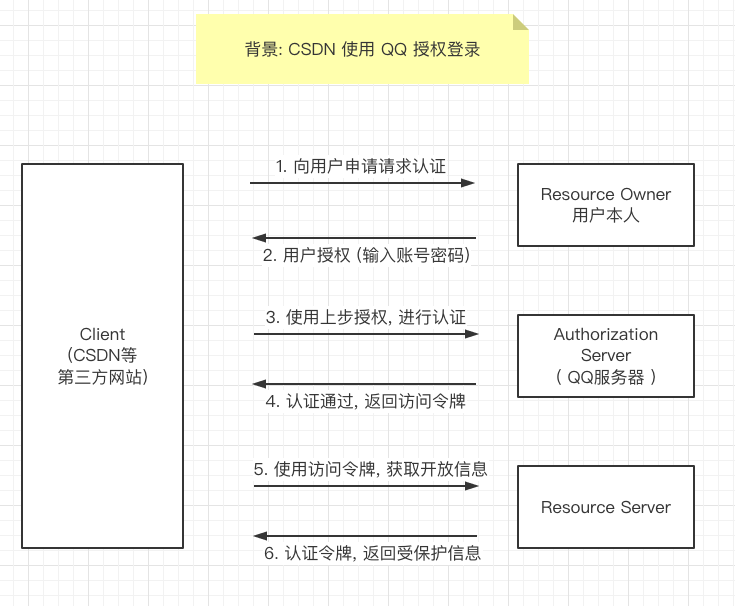 背景: CSDN 使用 QQ 授权登录
1. 向用户申请请求认证
Resource Owner
用户本人
2. 用户授权 (输入账号密码)
Client
(CSDN等
第三方网站)
3. 使用上步授权, 进行认证
Authorization
Server
( QQ服务器 )
4. 认证通过, 返回访问令牌
5. 使用访问令牌, 获取开放信息
Resource Server
6. 认证令牌, 返回受保护信息